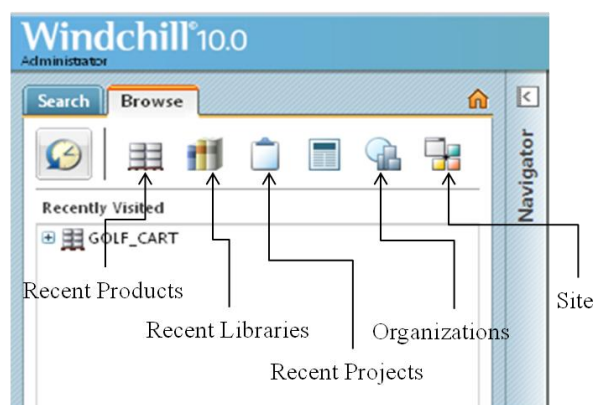 Windchill® 10.0
Administrator
Search Browse
Navigator
Recently Visited
GOLF_CART
Recent Products
Site
Recent Libraries
Organizations
Recent Projects